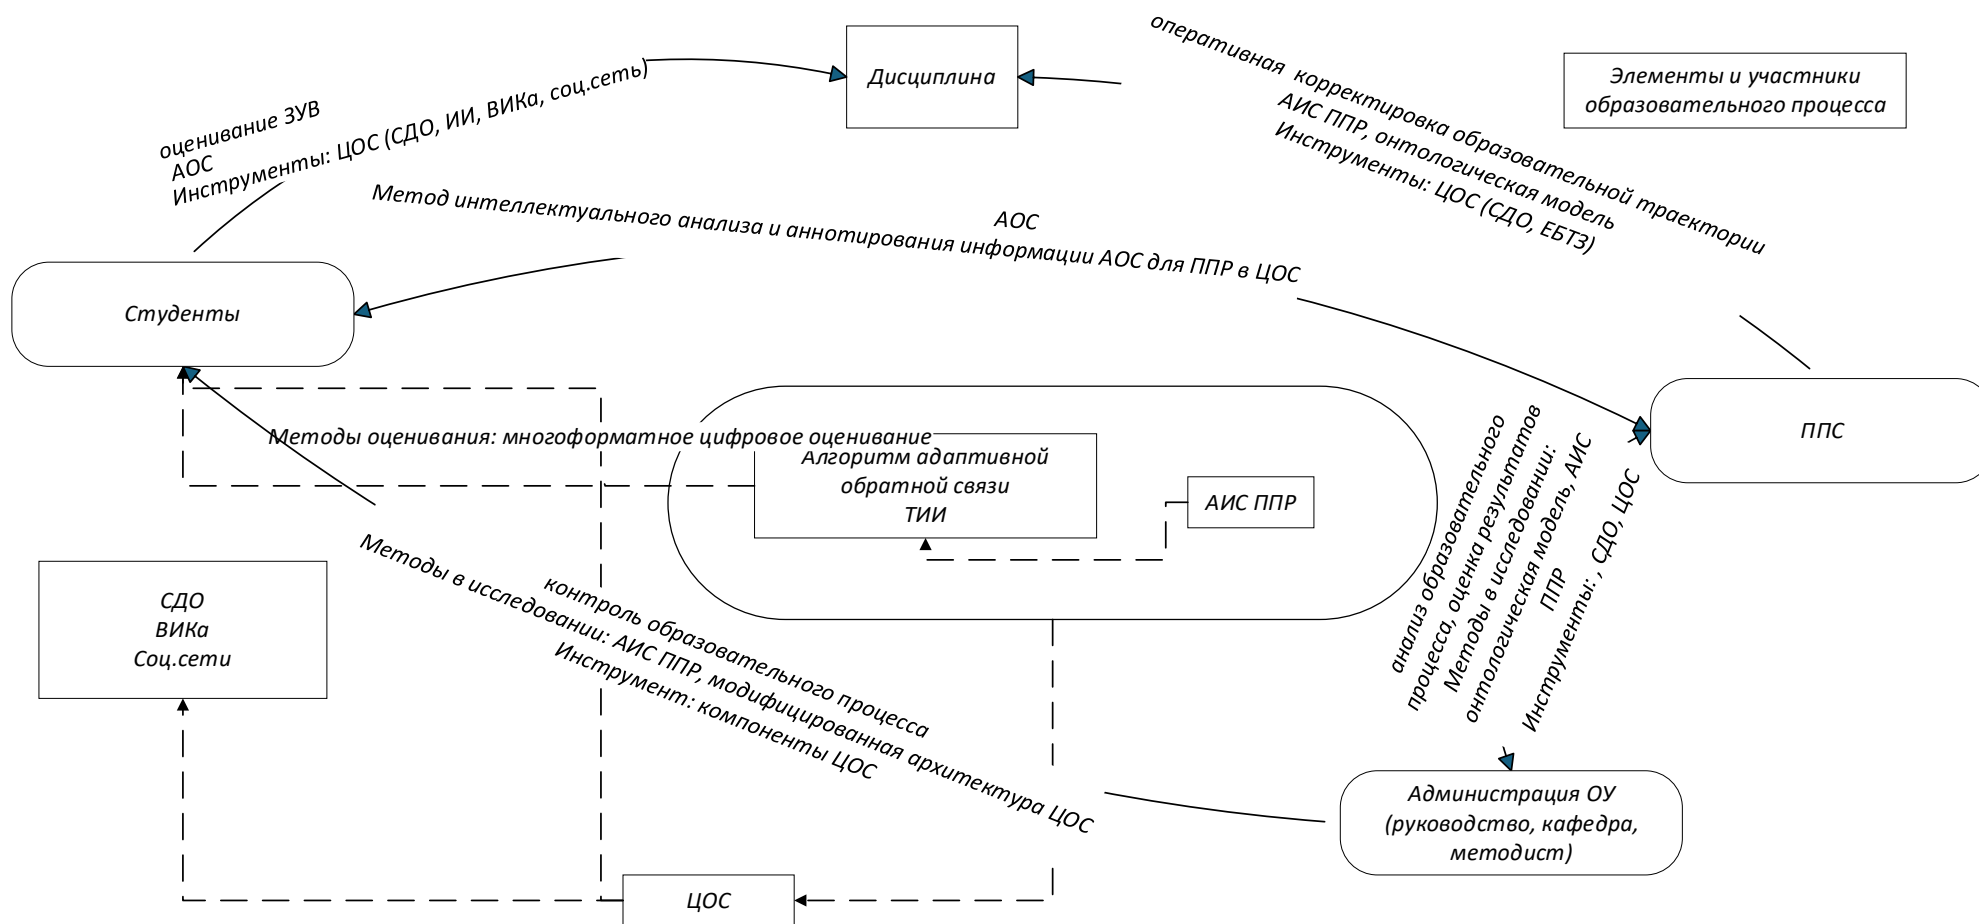 оценивание ЗУВ
АОС
Инструменты: ЦОС (СДО, ИИ, ВИКа, соц.сеть)
Дисциплина
оперативная корректировка образовательной траектории
АИС ППР, онтологическая модель
Инструменты: ЦОС (СДО, ЕБТЗ)
Элементы и участники
образовательного процесса
АОС
Метод интеллектуального анализа и аннотирования информации АОС для ППР в ЦОС
Студенты
ППС
Методы оценивания: многоформатное цифровое оценивание
Алгоритм адаптивной
обратной связи
ТИИ
АИС ППР
анализ образовательного
процесса, оценка результатов
Методы в исследовании:
онтологическая модель, АИС
ППР
Инструменты: , СДО, ЦОС
СДО
ВИКа
Соц.сети
контроль образовательного процесса
Методы в исследовании: АИС ППР, модифицированная архитектура ЦОС
Инструмент: компоненты ЦОС
Администрация ОУ
(руководство, кафедра,
методист)
ЦОС